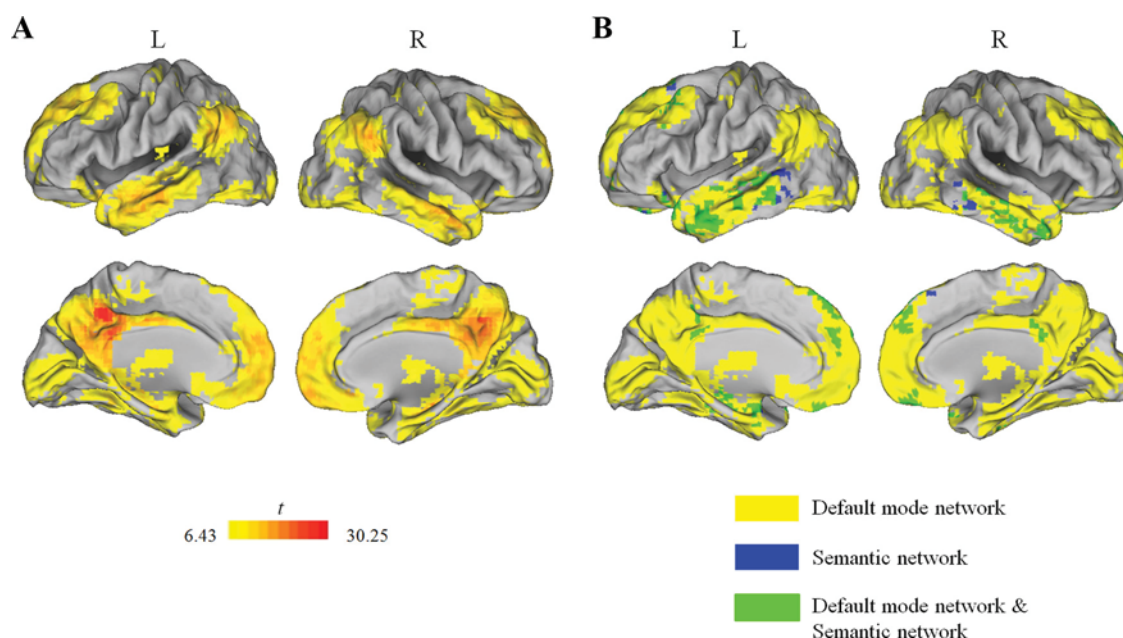 A
L
R
B
L
R
t
6.43
30.25
Default mode network
Semantic network
Default mode network &
Semantic network